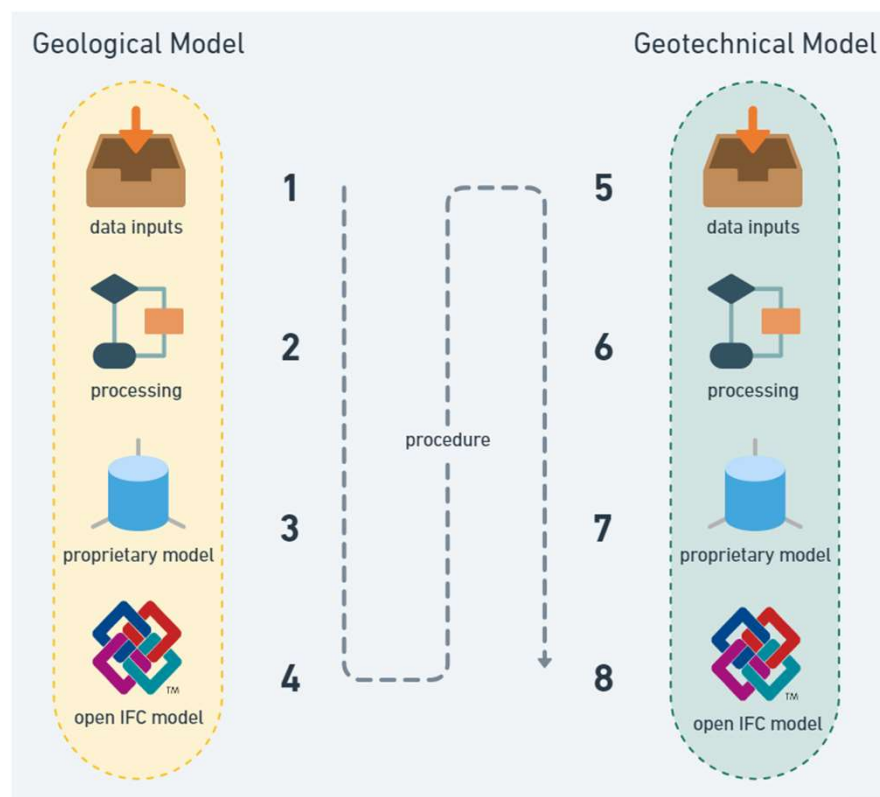 Geological Model
Geotechnical Model
data inputs
1
5
data inputs
processing
2
6
processing
procedure
proprietary model
3
7
proprietary model
TM
open IFC model
4
8
TM
open IFC model